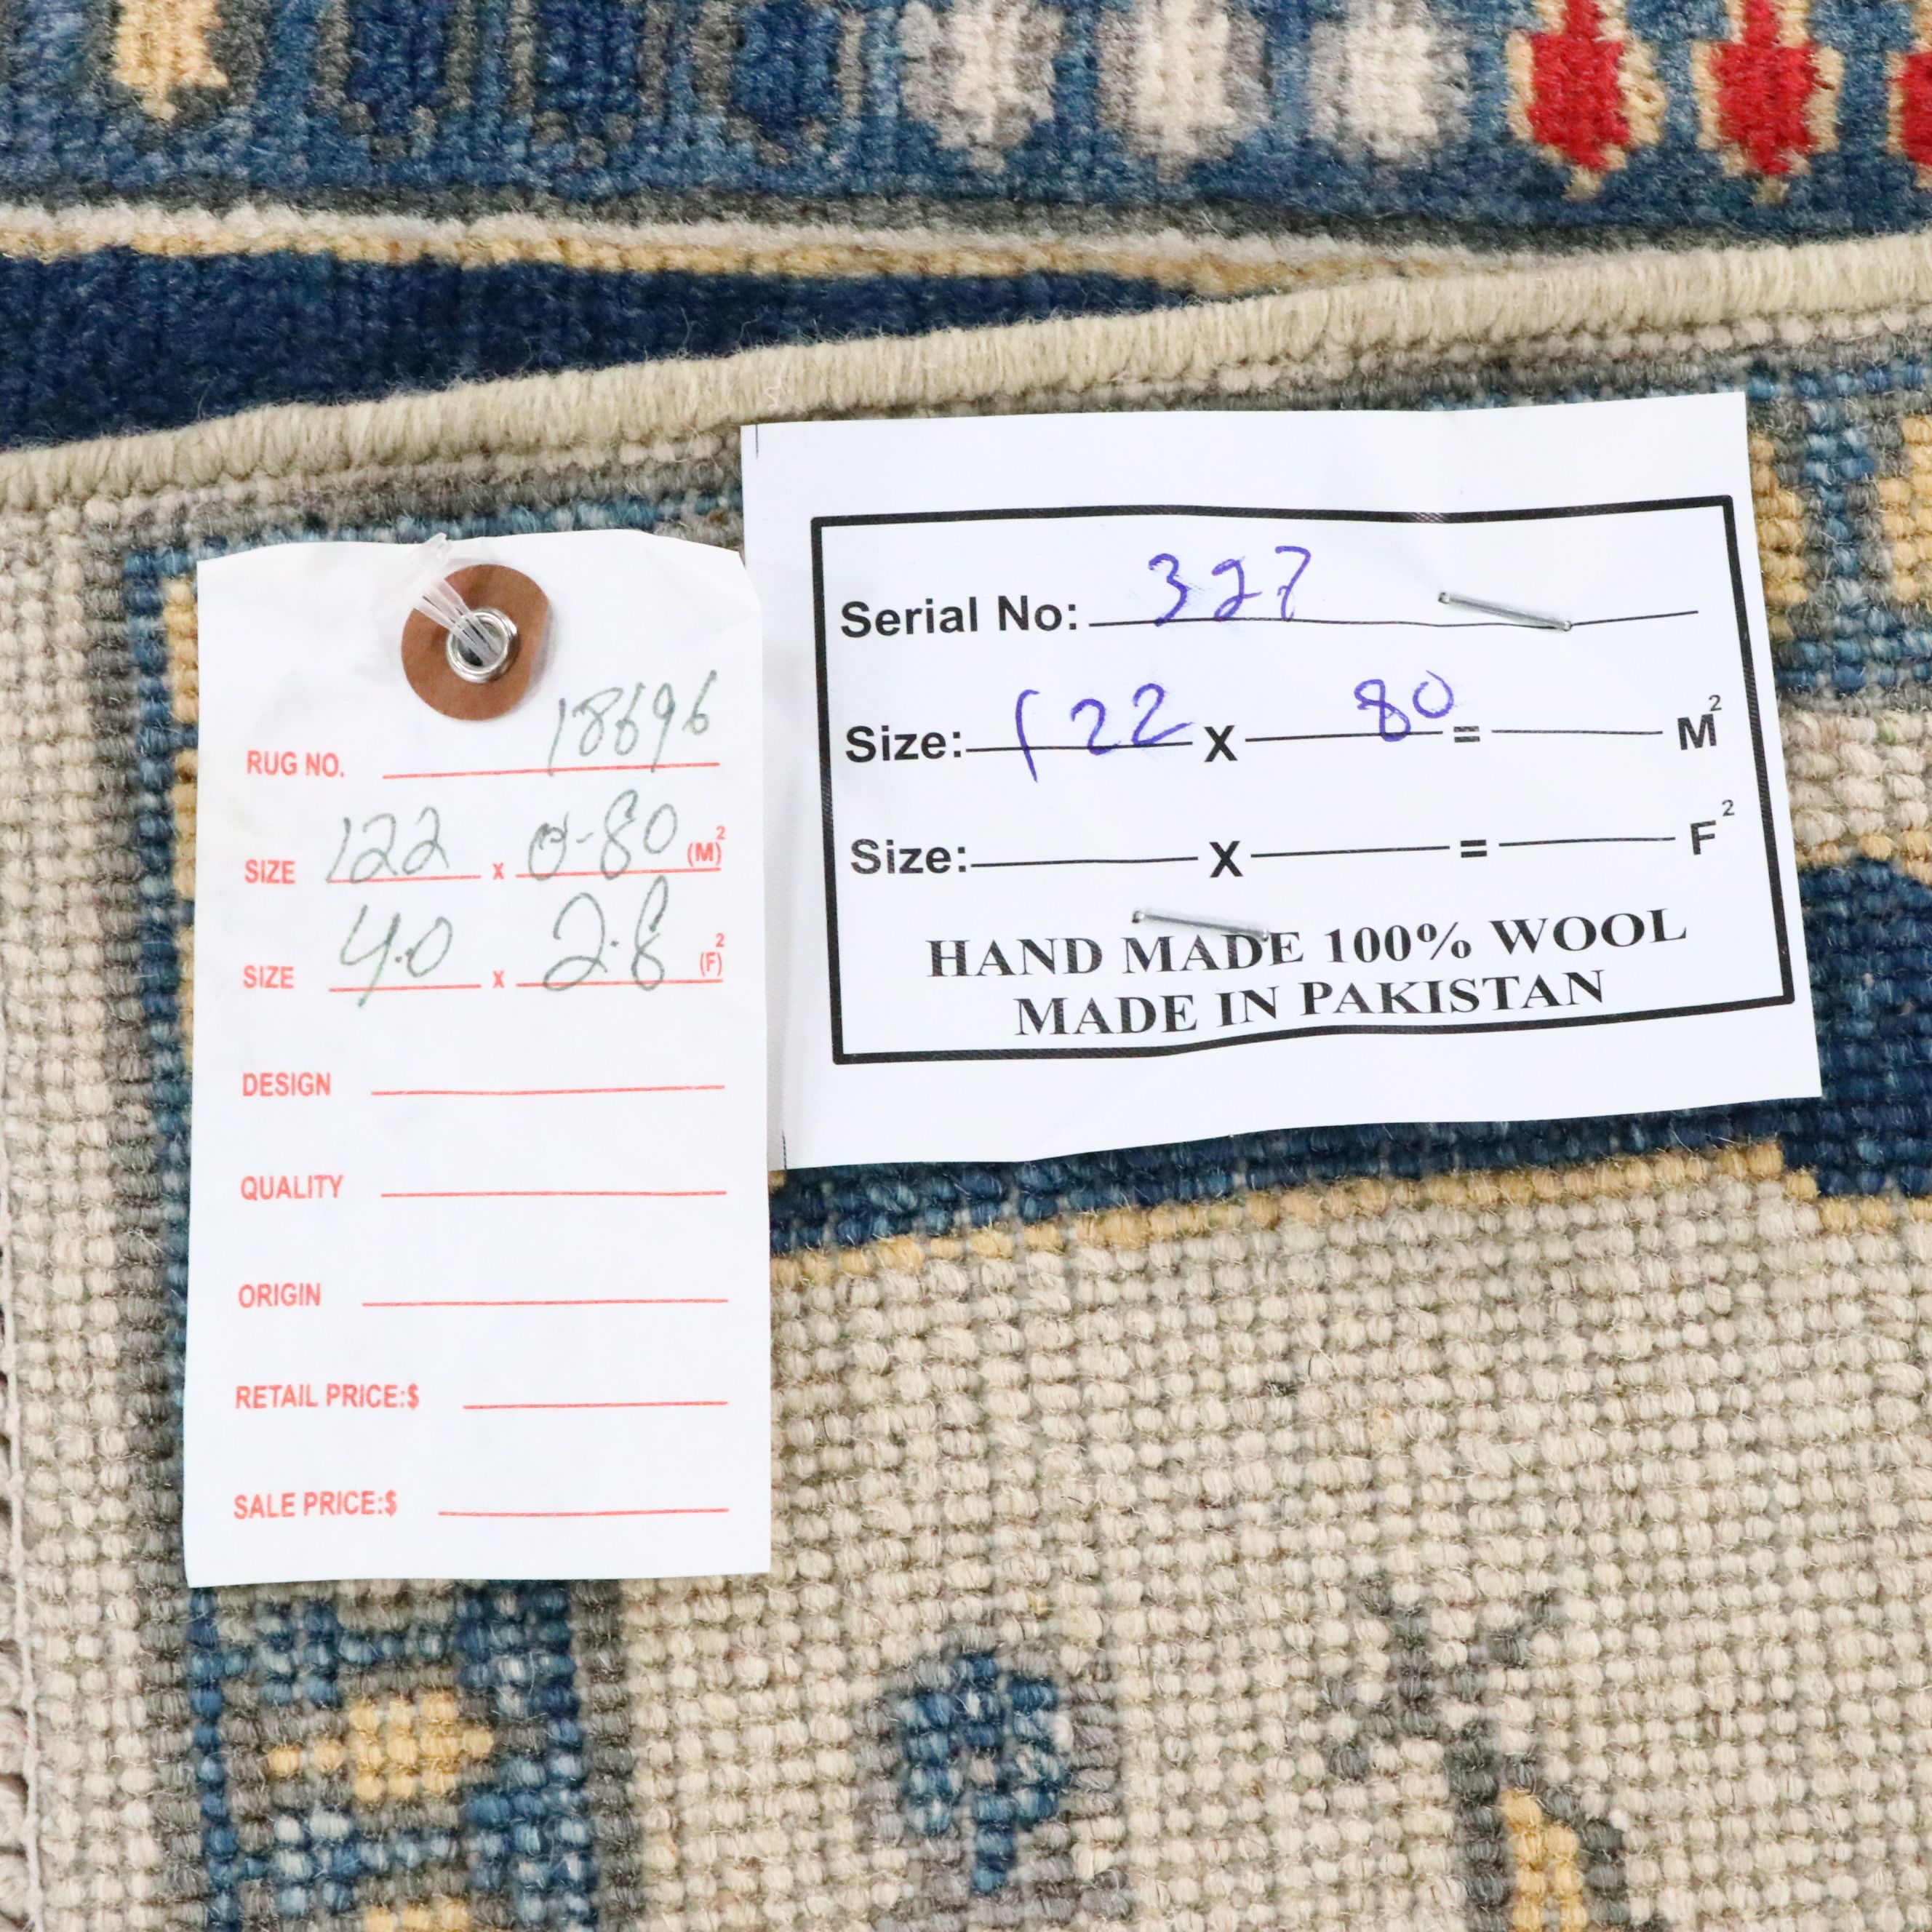 RUG NO. 18696
SIZE 122 x 0-80 (M)²
SIZE 4.0 x 2.8 (F)²
DESIGN
QUALITY
ORIGIN
RETAIL PRICE:$
SALE PRICE:$
Serial No: 327
Size: 122 X 80 = M²
Size: X = F²
HAND MADE 100% WOOL
MADE IN PAKISTAN